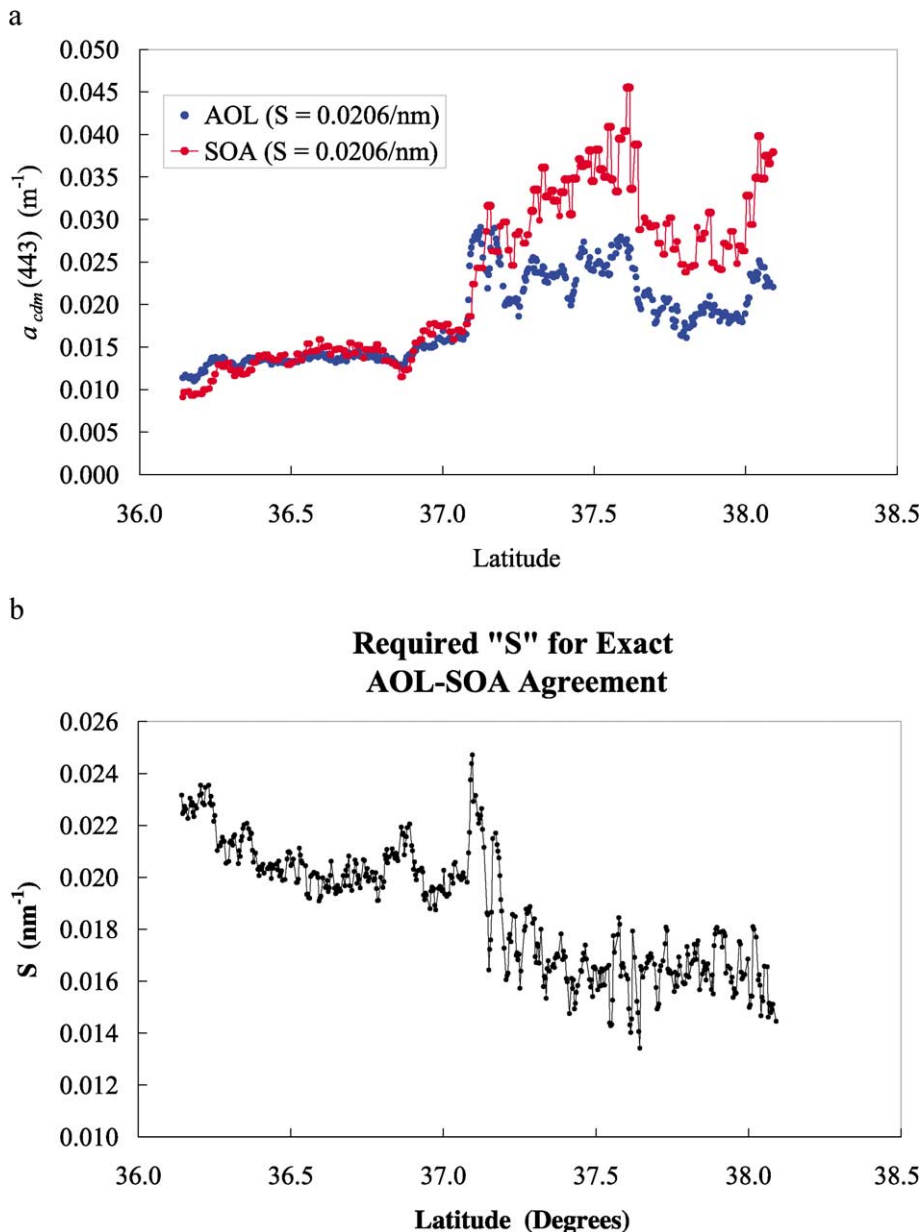 a
0.050
0.045
0.040
0.035
0.030
0.025
0.020
0.015
0.010
0.005
0.000
a_cdm (443) (m⁻¹)
AOL (S = 0.0206/nm)
SOA (S = 0.0206/nm)
36.0 36.5 37.0 37.5 38.0 38.5
Latitude
b
Required "S" for Exact
AOL-SOA Agreement
0.026
0.024
0.022
0.020
0.018
0.016
0.014
0.012
0.010
S (nm⁻¹)
36.0 36.5 37.0 37.5 38.0 38.5
Latitude (Degrees)